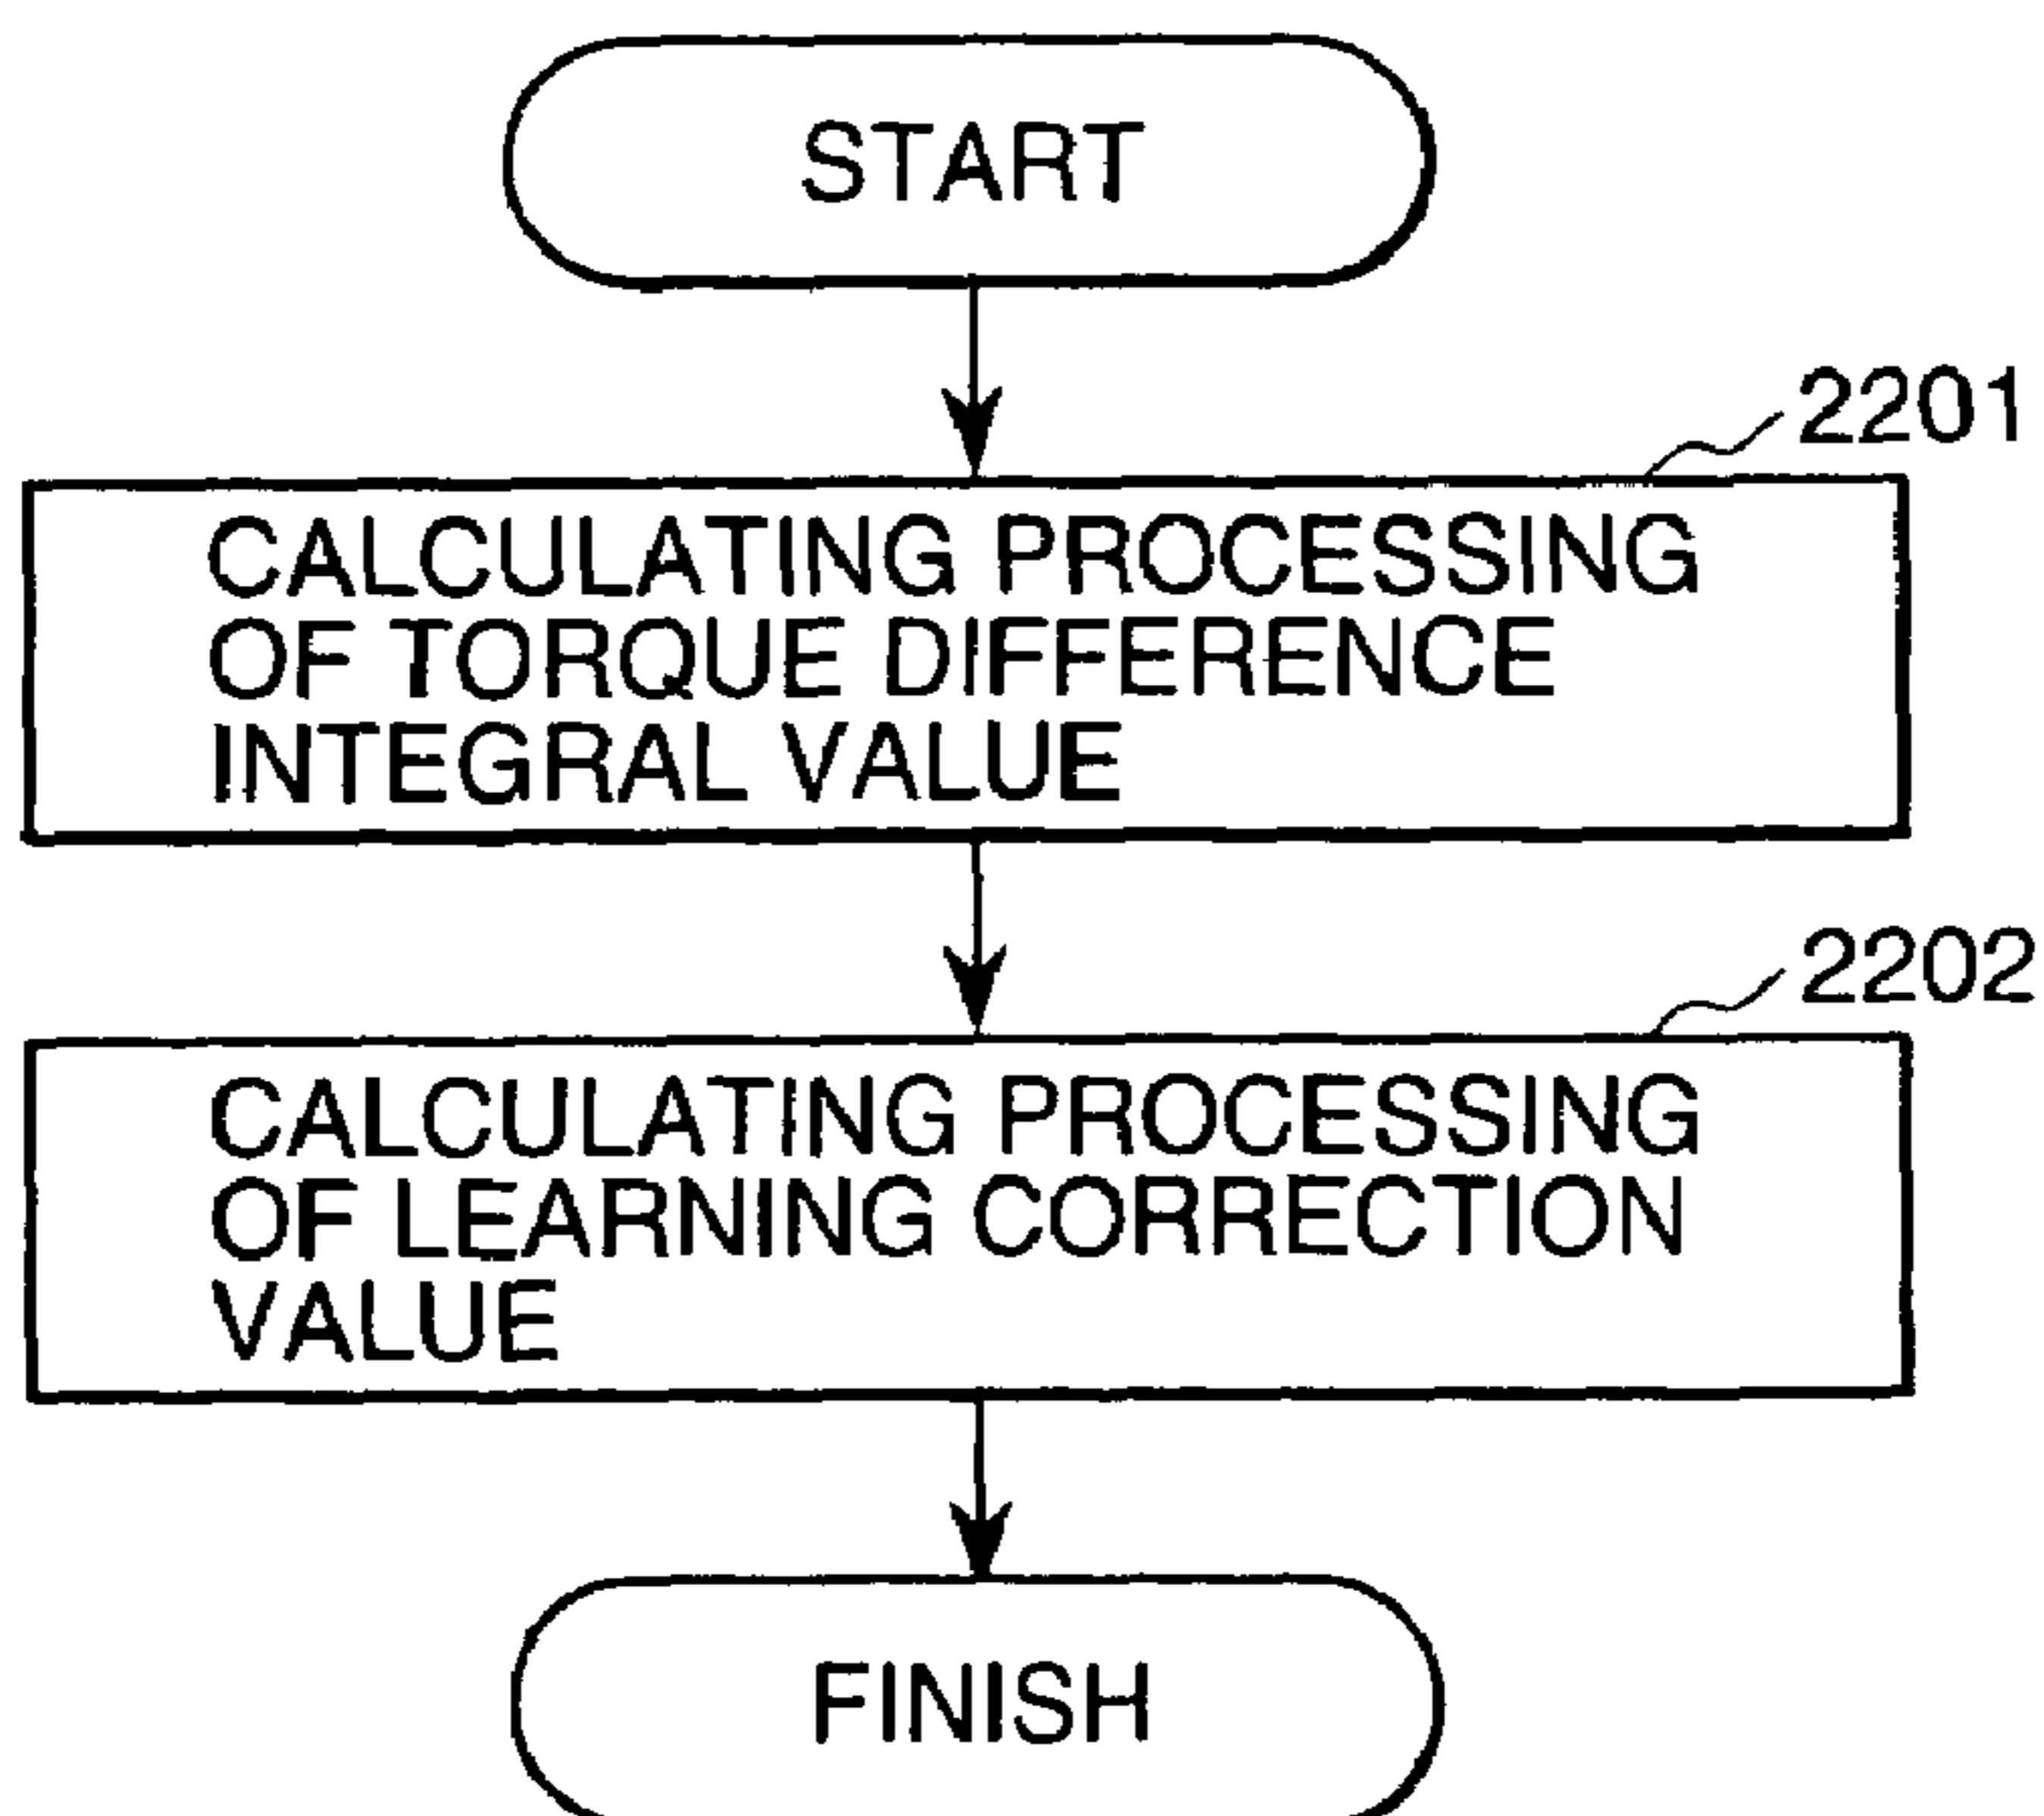 START
2201
CALCULATING PROCESSING
OF TORQUE DIFFERENCE
INTEGRAL VALUE
2202
CALCULATING PROCESSING
OF LEARNING CORRECTION
VALUE
FINISH